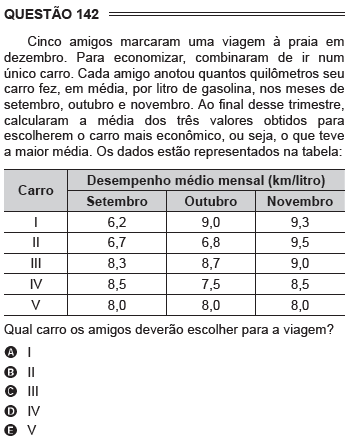 QUESTÃO 142
Cinco amigos marcaram uma viagem à praia em
dezembro. Para economizar, combinaram de ir num
único carro. Cada amigo anotou quantos quilômetros seu
carro fez, em média, por litro de gasolina, nos meses de
setembro, outubro e novembro. Ao final desse trimestre,
calcularam a média dos três valores obtidos para
escolherem o carro mais econômico, ou seja, o que teve
a maior média. Os dados estão representados na tabela:
Carro Desempenho médio mensal (km/litro)
Setembro Outubro Novembro
I 6,2 9,0 9,3
II 6,7 6,8 9,5
III 8,3 8,7 9,0
IV 8,5 7,5 8,5
V 8,0 8,0 8,0
Qual carro os amigos deverão escolher para a viagem?
A I
B II
C III
D IV
E V